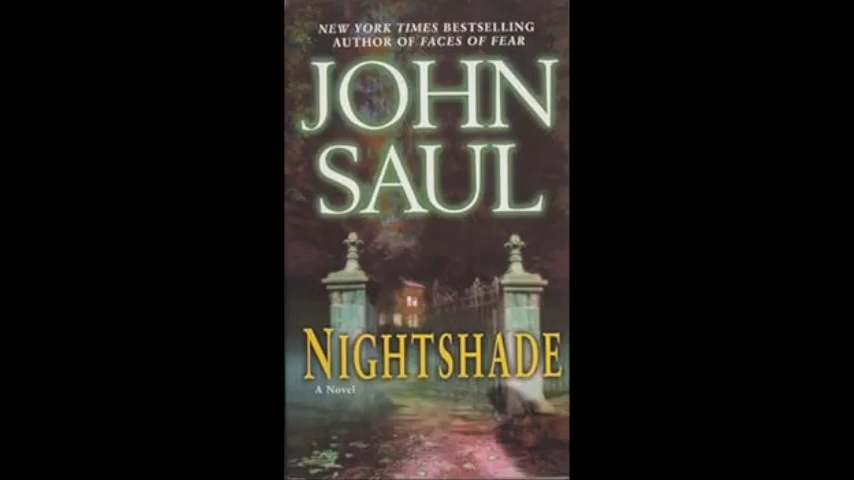 NEW YORK TIMES BESTSELLING
AUTHOR OF FACES OF FEAR
JOHN
SAUL
NIGHTSHADE
A Novel